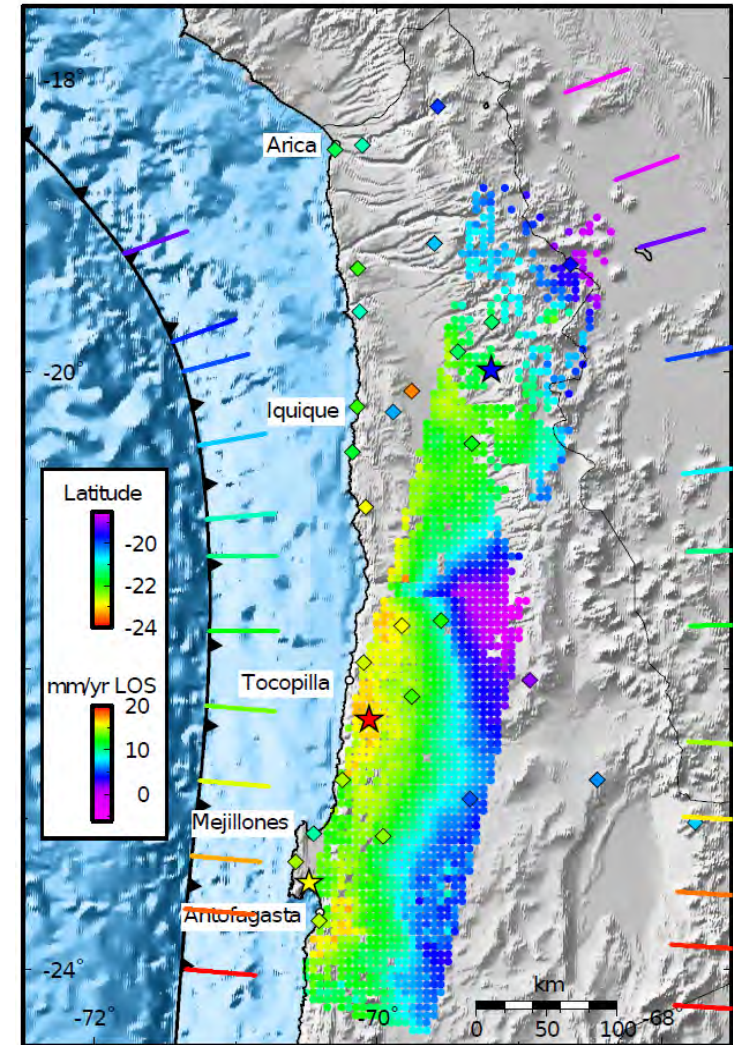 -18°
Arica
-20°
Iquique
Latitude
-20
-22
-24
mm/yr LOS
20
10
0
Tocopilla
Mejillones
Antofagasta
-24°
km
-72° -70° -68°
0 50 100